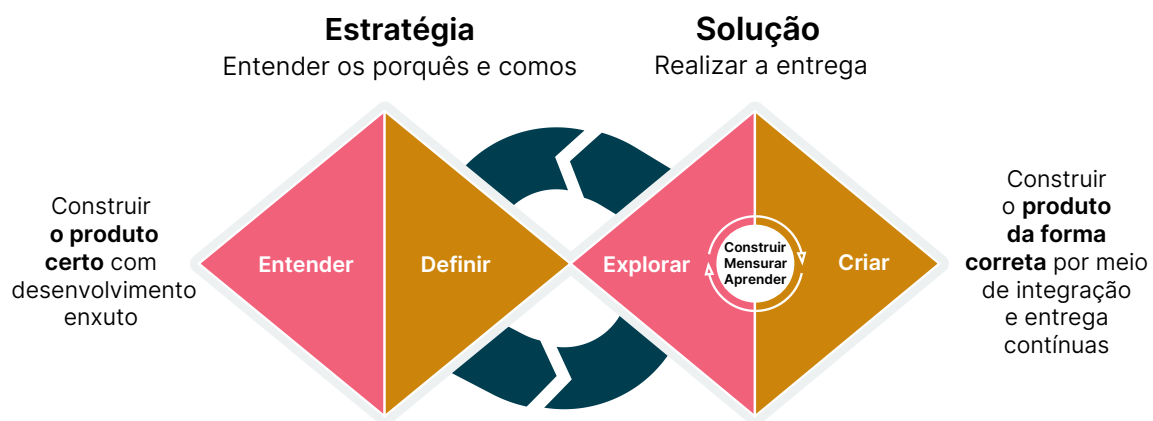 Estratégia
Entender os porquês e comos
Solução
Realizar a entrega
Construir
o produto
certo com
desenvolvimento
enxuto
Entender
Definir
Explorar
Construir
Mensurar
Aprender
Criar
Construir
o produto
da forma
correta por meio
de integração
e entrega
contínuas